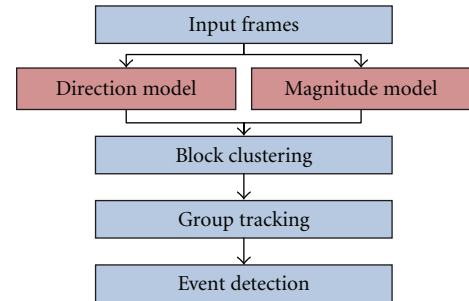 Input frames
Direction model
Magnitude model
Block clustering
Group tracking
Event detection